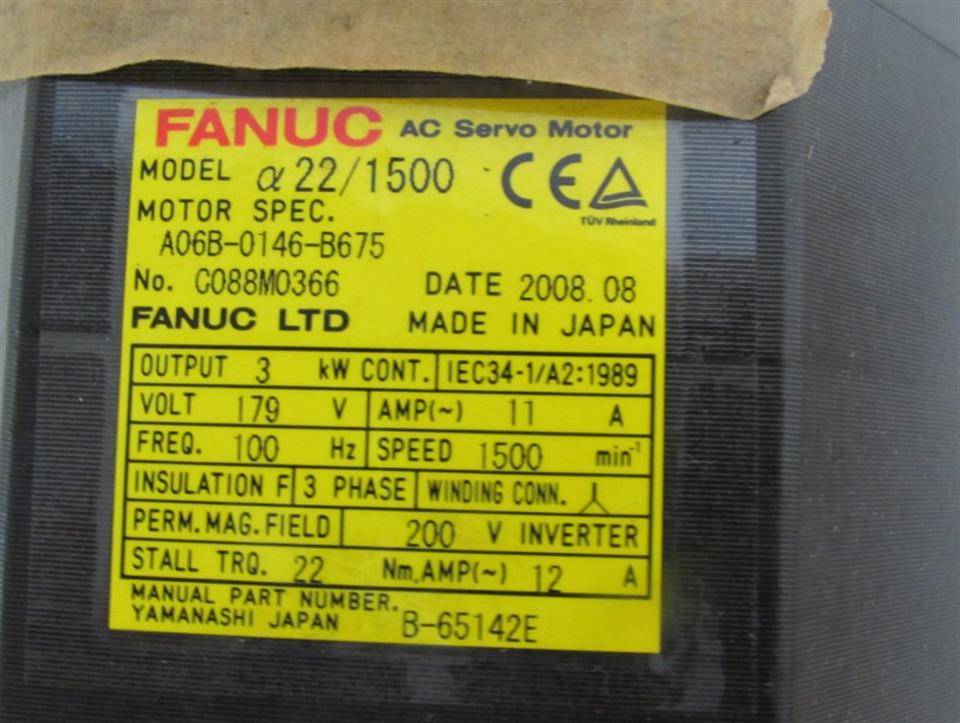 FANUC AC Servo Motor
MODEL α22/1500 CE
TÜV Rheinland
MOTOR SPEC.
A06B-0146-B675
No. C088M0366 DATE 2008.08
FANUC LTD MADE IN JAPAN
OUTPUT 3 kW CONT. IEC34-1/A2:1989
VOLT 179 V AMP(~) 11 A
FREQ. 100 Hz SPEED 1500 min⁻¹
INSULATION F 3 PHASE WINDING CONN. ⅄
PERM.MAG.FIELD 200 V INVERTER
STALL TRQ. 22 Nm,AMP(~) 12 A
MANUAL PART NUMBER.
YAMANASHI JAPAN B-65142E